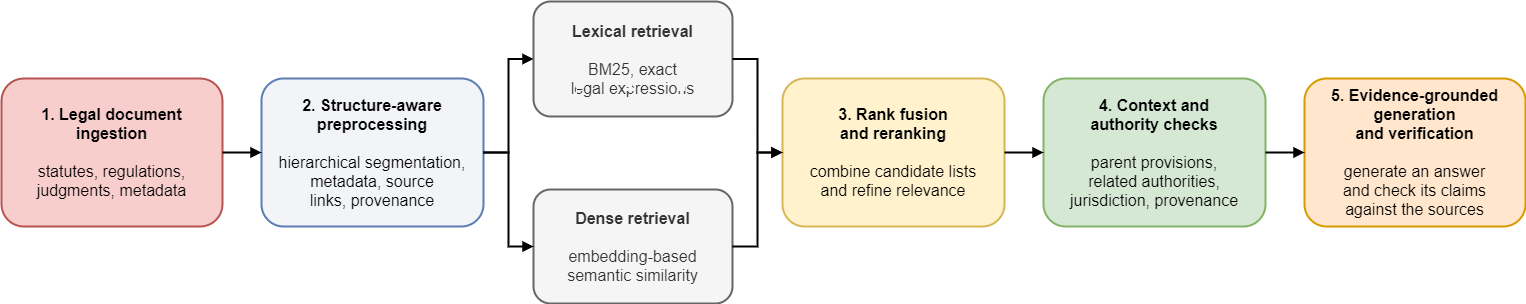 1. Legal document
ingestion
statutes, regulations,
judgments, metadata
2. Structure-aware
preprocessing
hierarchical segmentation,
metadata, source
links, provenance
Lexical retrieval
BM25, exact
legal expressions
Dense retrieval
embedding-based
semantic similarity
3. Rank fusion
and reranking
combine candidate lists
and refine relevance
4. Context and
authority checks
parent provisions,
related authorities,
jurisdiction, provenance
5. Evidence-grounded
generation
and verification
generate an answer
and check its claims
against the sources